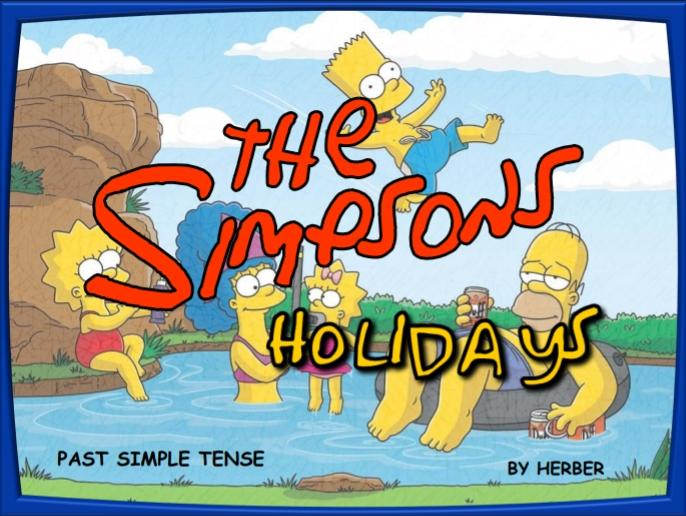 THe
SIMPSONS
HOLIDAYS
PAST SIMPLE TENSE
BY HERBER